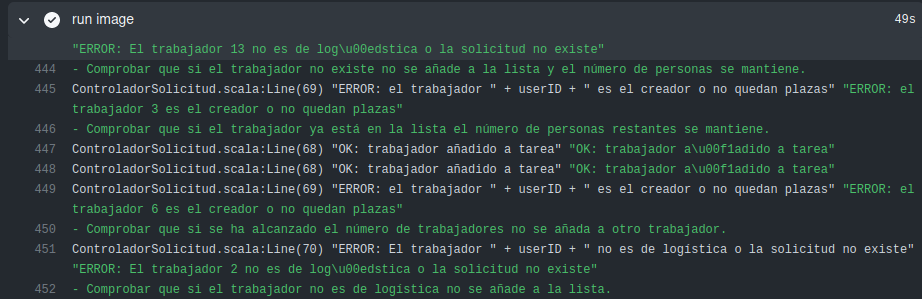 run image
49s
"ERROR: El trabajador 13 no es de log\u00edstica o la solicitud no existe"
444 - Comprobar que si el trabajador no existe no se añade a la lista y el número de personas se mantiene.
445 ControladorSolicitud.scala:Line(69) "ERROR: el trabajador " + userID + " es el creador o no quedan plazas" "ERROR: el
trabajador 3 es el creador o no quedan plazas"
446 - Comprobar que si el trabajador ya está en la lista el número de personas restantes se mantiene.
447 ControladorSolicitud.scala:Line(68) "OK: trabajador añadido a tarea" "OK: trabajador a\u00f1adido a tarea"
448 ControladorSolicitud.scala:Line(68) "OK: trabajador añadido a tarea" "OK: trabajador a\u00f1adido a tarea"
449 ControladorSolicitud.scala:Line(69) "ERROR: el trabajador " + userID + " es el creador o no quedan plazas" "ERROR: el
trabajador 6 es el creador o no quedan plazas"
450 - Comprobar que si se ha alcanzado el número de trabajadores no se añada a otro trabajador.
451 ControladorSolicitud.scala:Line(70) "ERROR: El trabajador " + userID + " no es de logística o la solicitud no existe"
"ERROR: El trabajador 2 no es de log\u00edstica o la solicitud no existe"
452 - Comprobar que si el trabajador no es de logística no se añade a la lista.